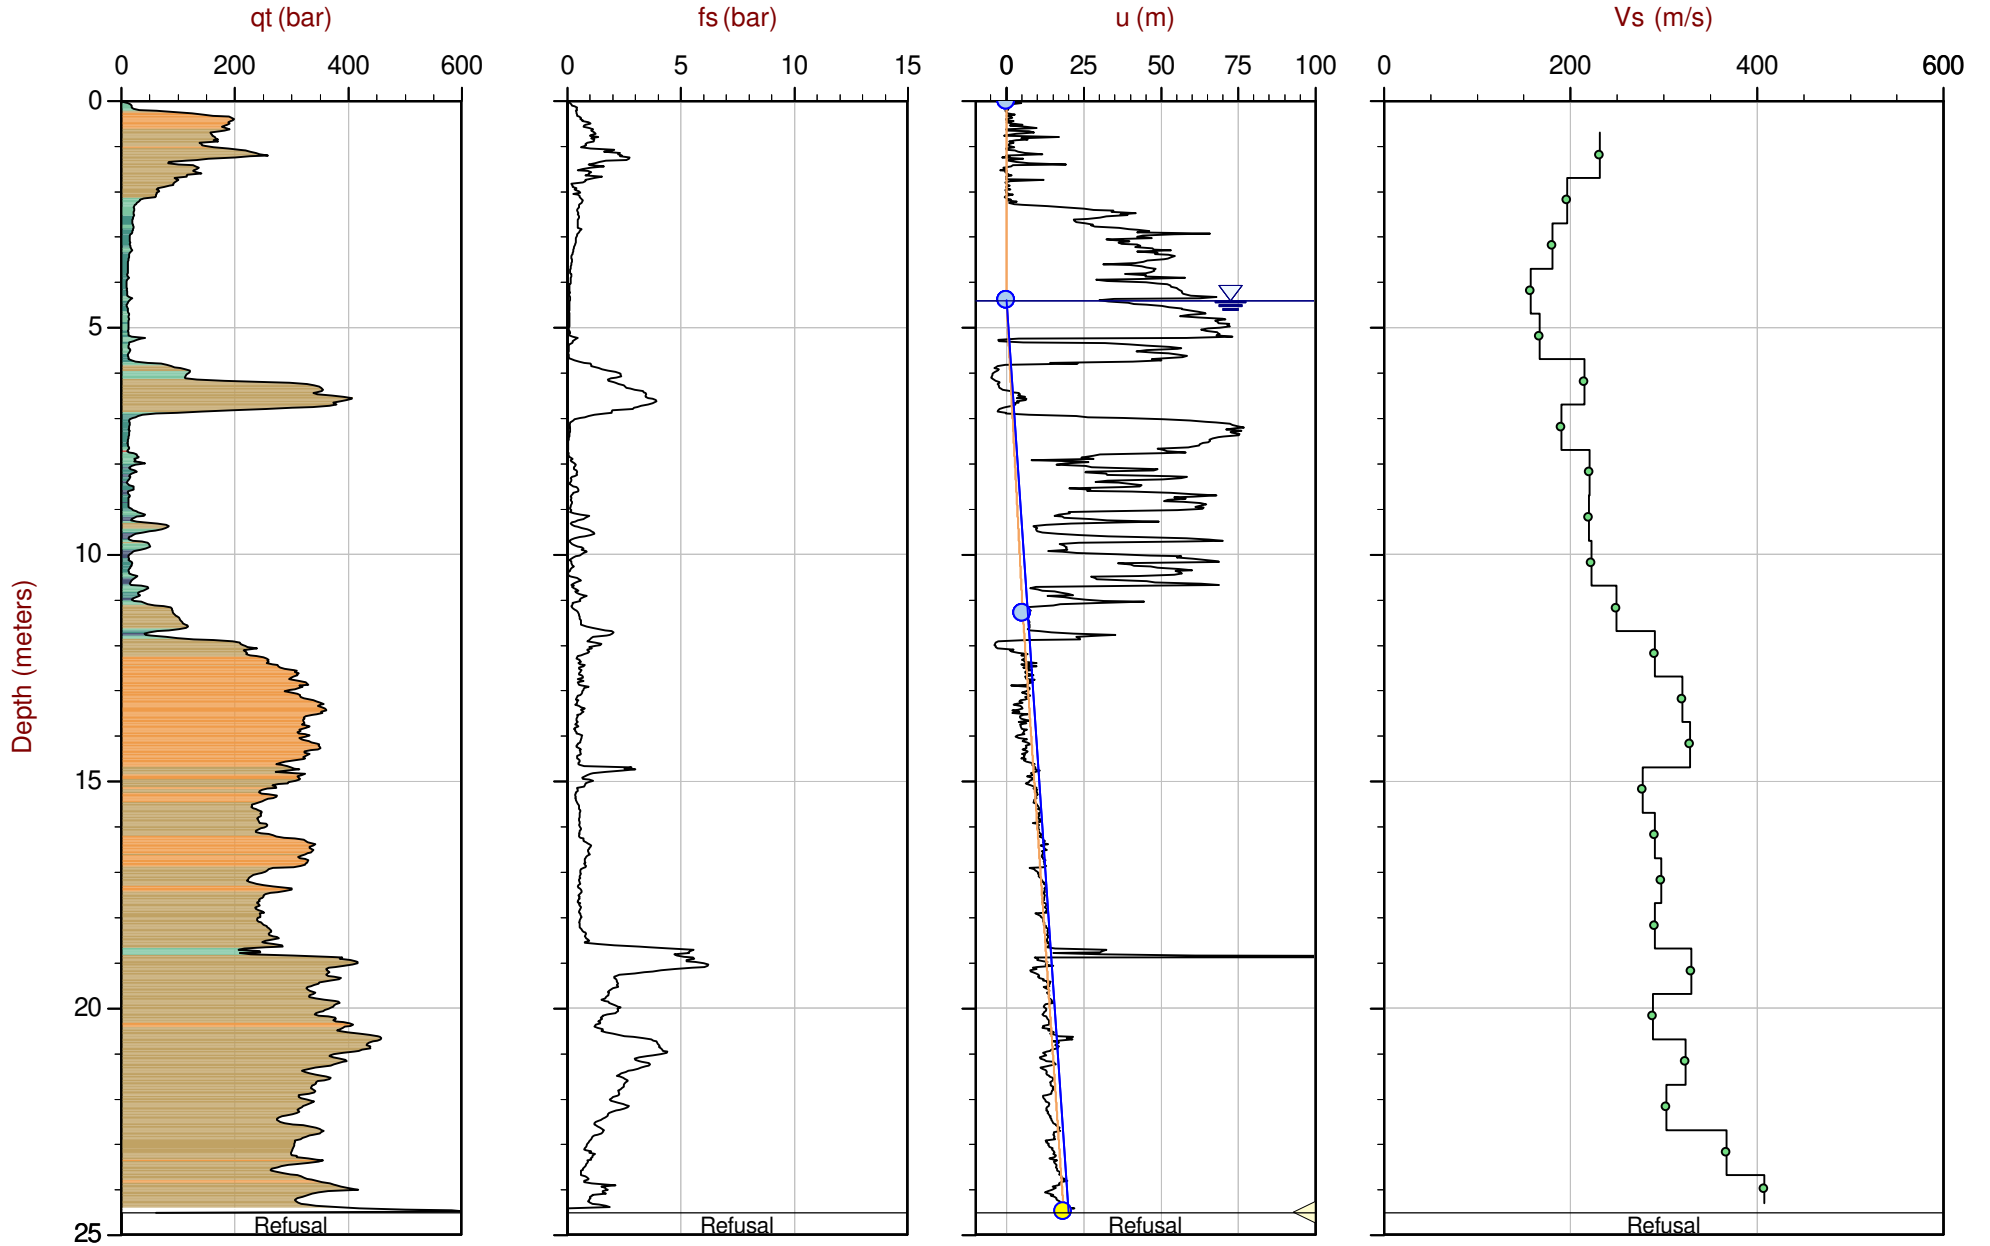 qt (bar) fs (bar) u (m) Vs (m/s)
0 200 400 600 0 5 10 15 0 25 50 75 100 0 200 400 600
0
5
10
15
20
25
Depth (meters)
Refusal Refusal Refusal Refusal